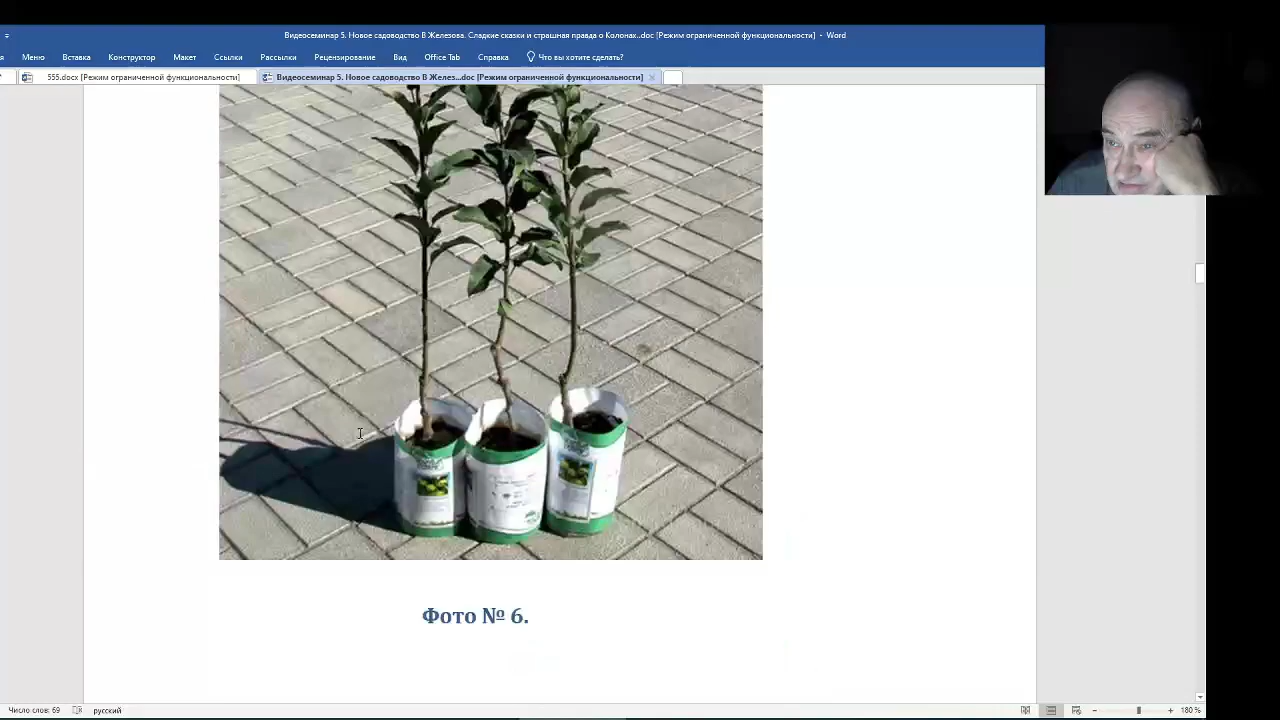 Видеосеминар 5. Новое садоводство В Железова. Сладкие сказки и страшная правда о Колонах..doc [Режим ограниченной функциональности] - Word
Меню Вставка Конструктор Макет Ссылки Рассылки Рецензирование Вид Office Tab Справка Что вы хотите сделать?
555.docx [Режим ограниченной функциональности] Видеосеминар 5. Новое садоводство В Желез...doc [Режим ограниченной функциональности]
Фото № 6.
Число слов: 69 русский 180 %